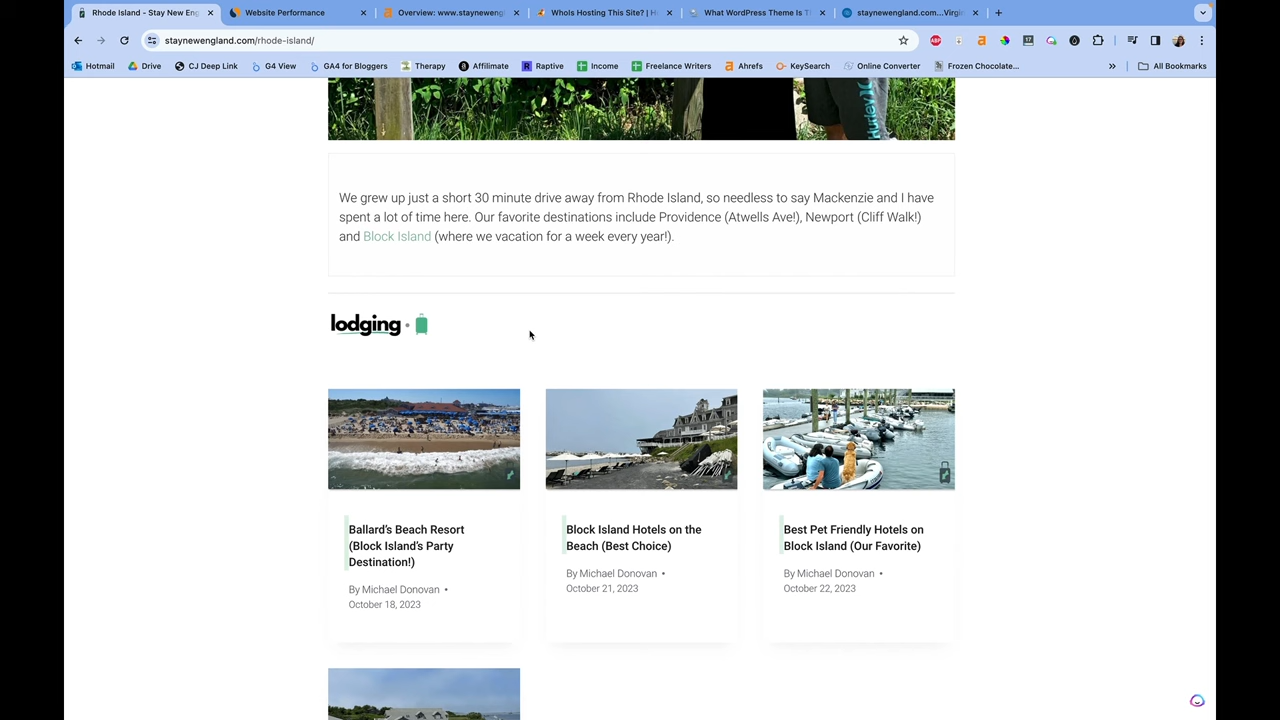 Rhode Island - Stay New Eng
Website Performance
Overview: www.staynewengl
WhoIs Hosting This Site? | H
What WordPress Theme Is T
staynewengland.com...Virgi
staynewengland.com/rhode-island/
Hotmail
Drive
CJ Deep Link
G4 View
GA4 for Bloggers
Therapy
Affilimate
Raptive
Income
Freelance Writers
Ahrefs
KeySearch
Online Converter
Frozen Chocolate...
All Bookmarks
Hurley
We grew up just a short 30 minute drive away from Rhode Island, so needless to say Mackenzie and I have
spent a lot of time here. Our favorite destinations include Providence (Atwells Ave!), Newport (Cliff Walk!)
and Block Island (where we vacation for a week every year!).
lodging
Ballard's Beach Resort
(Block Island's Party
Destination!)
By Michael Donovan •
October 18, 2023
Block Island Hotels on the
Beach (Best Choice)
By Michael Donovan •
October 21, 2023
Best Pet Friendly Hotels on
Block Island (Our Favorite)
By Michael Donovan •
October 22, 2023